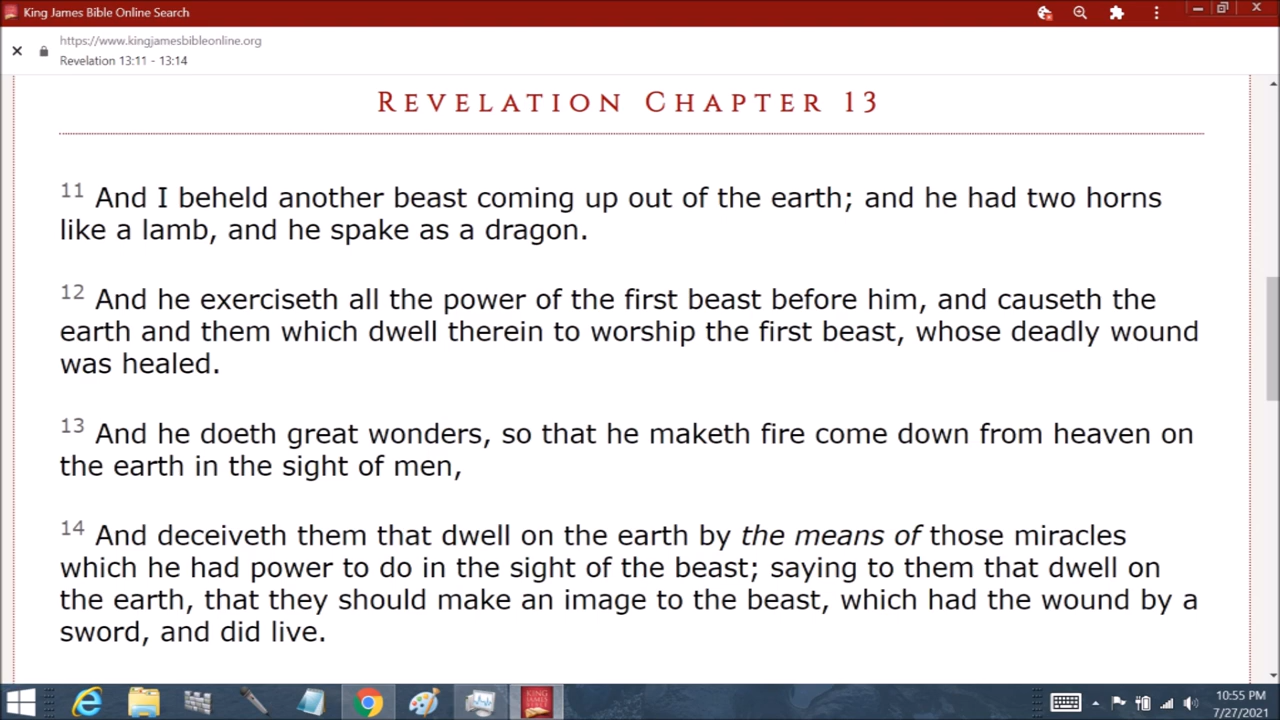 King James Bible Online Search
https://www.kingjamesbibleonline.org
Revelation 13:11 - 13:14
REVELATION CHAPTER 13
11 And I beheld another beast coming up out of the earth; and he had two horns
like a lamb, and he spake as a dragon.
12 And he exerciseth all the power of the first beast before him, and causeth the
earth and them which dwell therein to worship the first beast, whose deadly wound
was healed.
13 And he doeth great wonders, so that he maketh fire come down from heaven on
the earth in the sight of men,
14 And deceiveth them that dwell on the earth by the means of those miracles
which he had power to do in the sight of the beast; saying to them that dwell on
the earth, that they should make an image to the beast, which had the wound by a
sword, and did live.
KING
JAMES
BIBLE
10:55 PM
7/27/2021